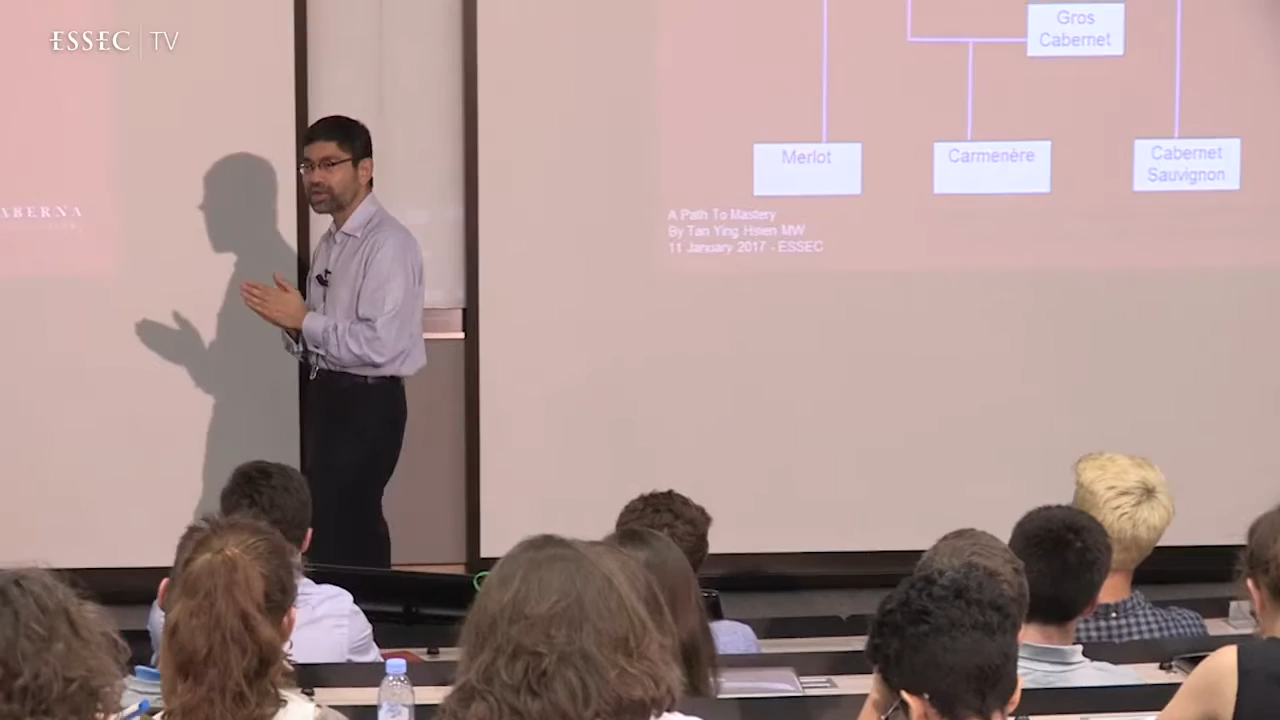 ESSEC TV
Gros
Cabernet
Merlot
Carmenère
Cabernet
Sauvignon
A Path To Mastery
By Tan Ying Hsien MW
11 January 2017 - ESSEC